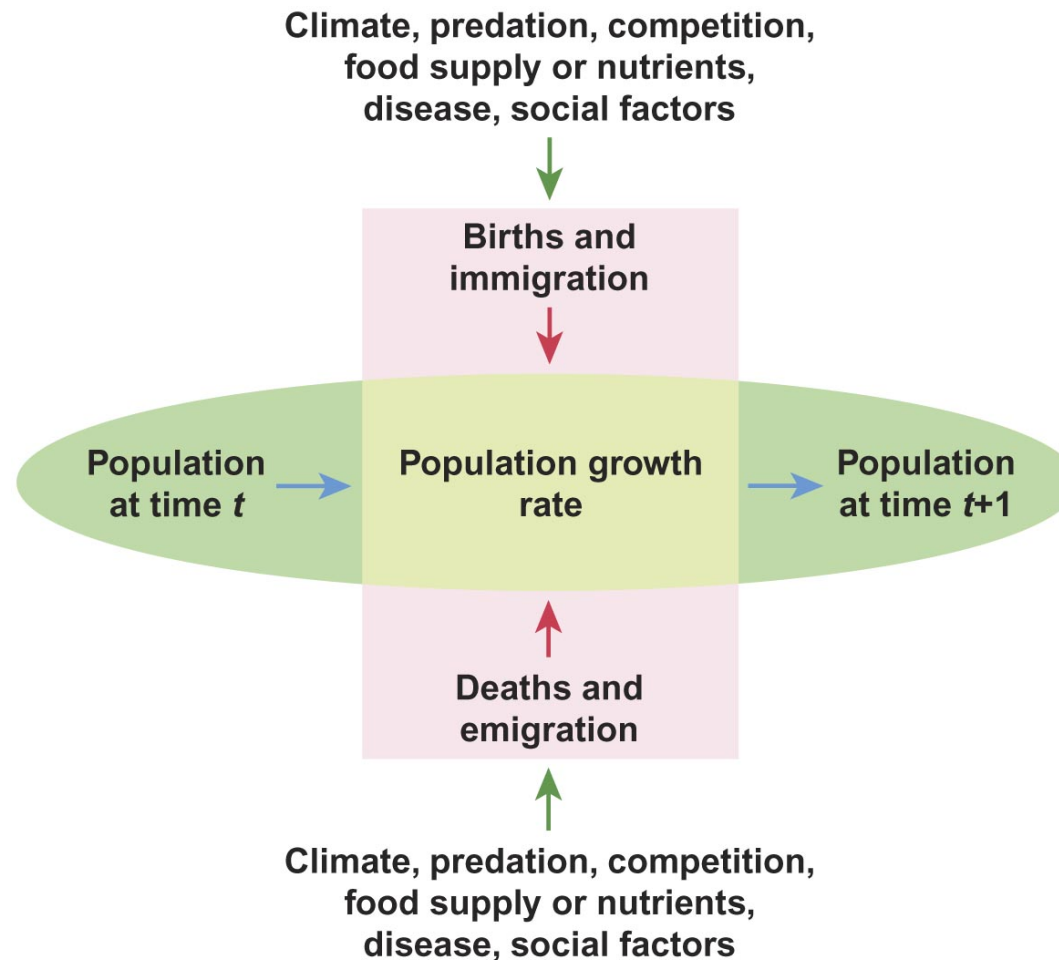 Climate, predation, competition,
food supply or nutrients,
disease, social factors
Births and
immigration
Population
at time t
Population growth
rate
Population
at time t+1
Deaths and
emigration
Climate, predation, competition,
food supply or nutrients,
disease, social factors